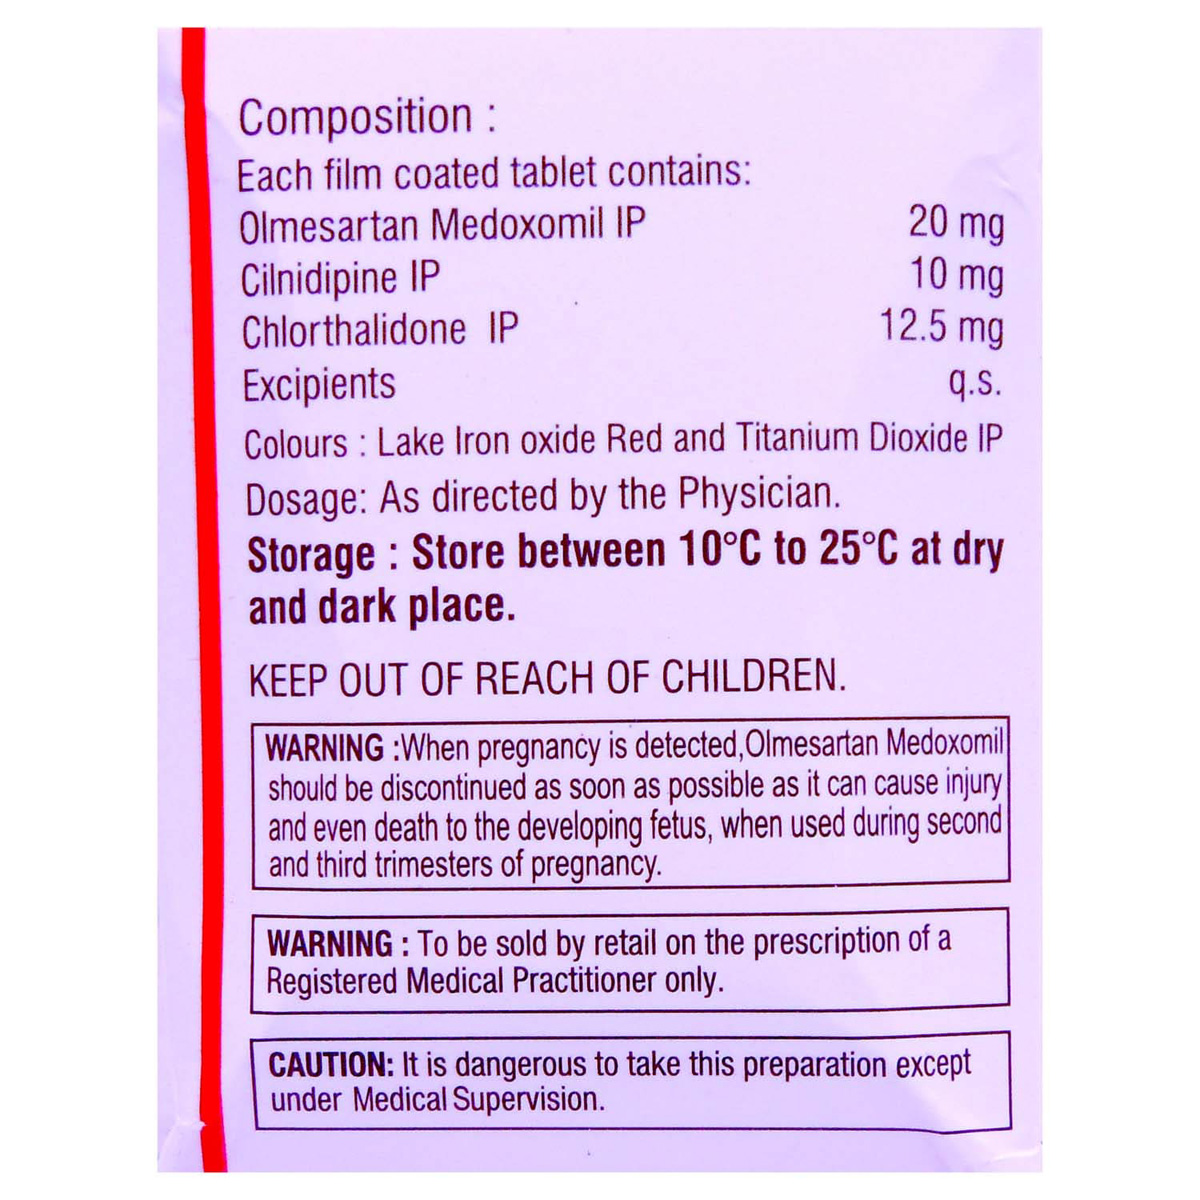 Composition :
Each film coated tablet contains:
Olmesartan Medoxomil IP 20 mg
Cilnidipine IP 10 mg
Chlorthalidone IP 12.5 mg
Excipients q.s.
Colours : Lake Iron oxide Red and Titanium Dioxide IP
Dosage: As directed by the Physician.
Storage : Store between 10°C to 25°C at dry
and dark place.
KEEP OUT OF REACH OF CHILDREN.
WARNING :When pregnancy is detected,Olmesartan Medoxomil
should be discontinued as soon as possible as it can cause injury
and even death to the developing fetus, when used during second
and third trimesters of pregnancy.
WARNING : To be sold by retail on the prescription of a
Registered Medical Practitioner only.
CAUTION: It is dangerous to take this preparation except
under Medical Supervision.